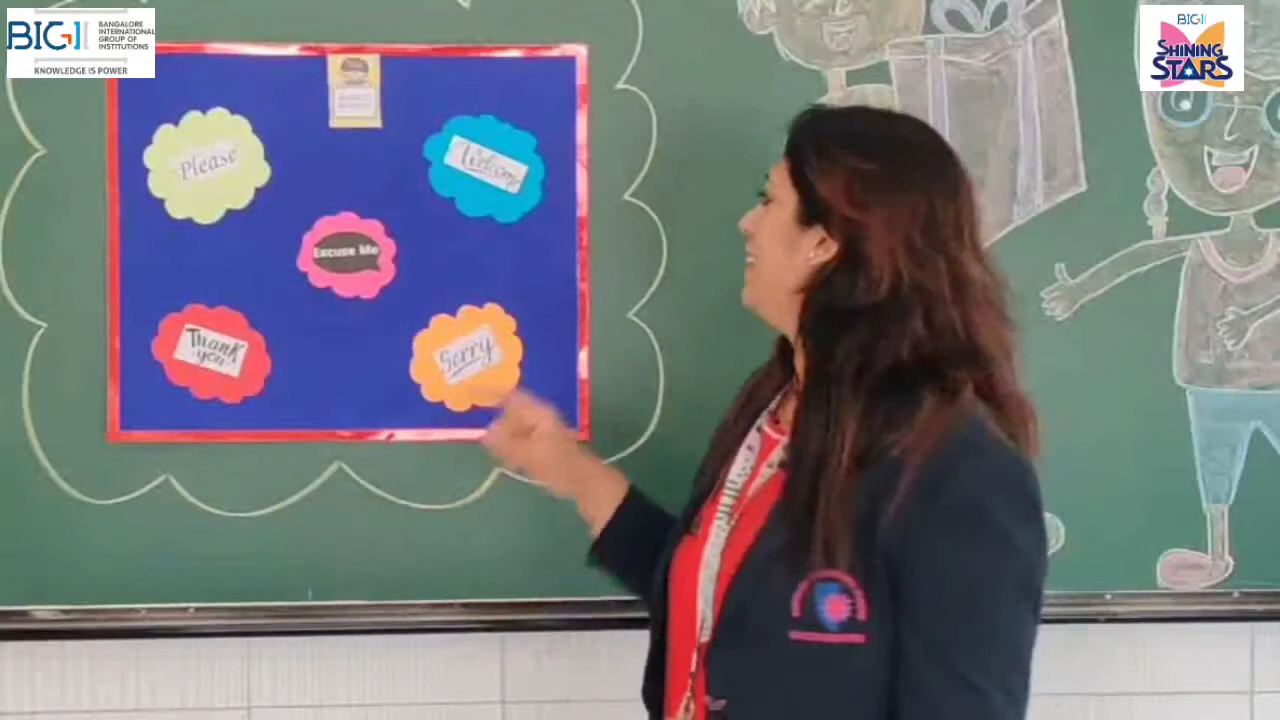 BIGI
BANGALORE
INTERNATIONAL
GROUP OF
INSTITUTIONS
KNOWLEDGE IS POWER
BIGI
SHINING
STARS
Please
Welcome
Excuse Me
Thank
you
Sorry